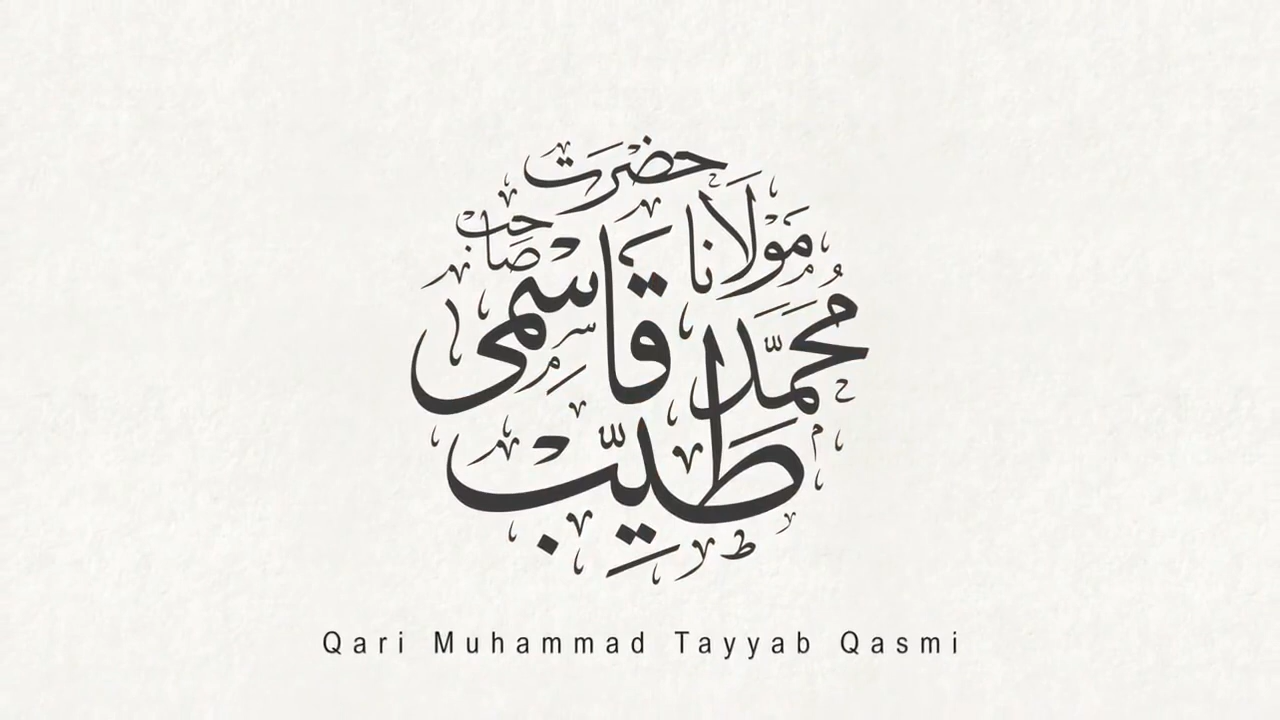 حضرت
مولانا
محمد طیب
قاسمی
صاحب
Qari Muhammad Tayyab Qasmi